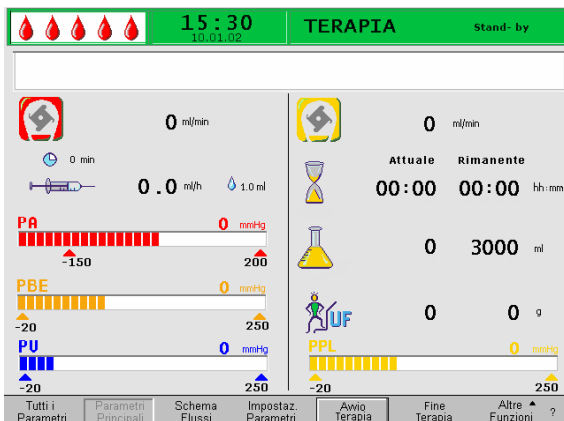 15:30 TERAPIA Stand- by
10.01.02
0 ml/min
0 ml/min
0 min
Attuale Rimanente
0.0 ml/h 1.0 ml
00:00 00:00 hh:mm
PA 0 mmHg
-150 200
0 3000 ml
PBE 0 mmHg
-20 250
UF 0 0 g
PV 0 mmHg
-20 250
PPL 0 mmHg
-20 250
Tutti i Parametri
Parametri Principali
Schema Flussi
Impostaz. Parametri
Avvio Terapia
Fine Terapia
Altre Funzioni
?